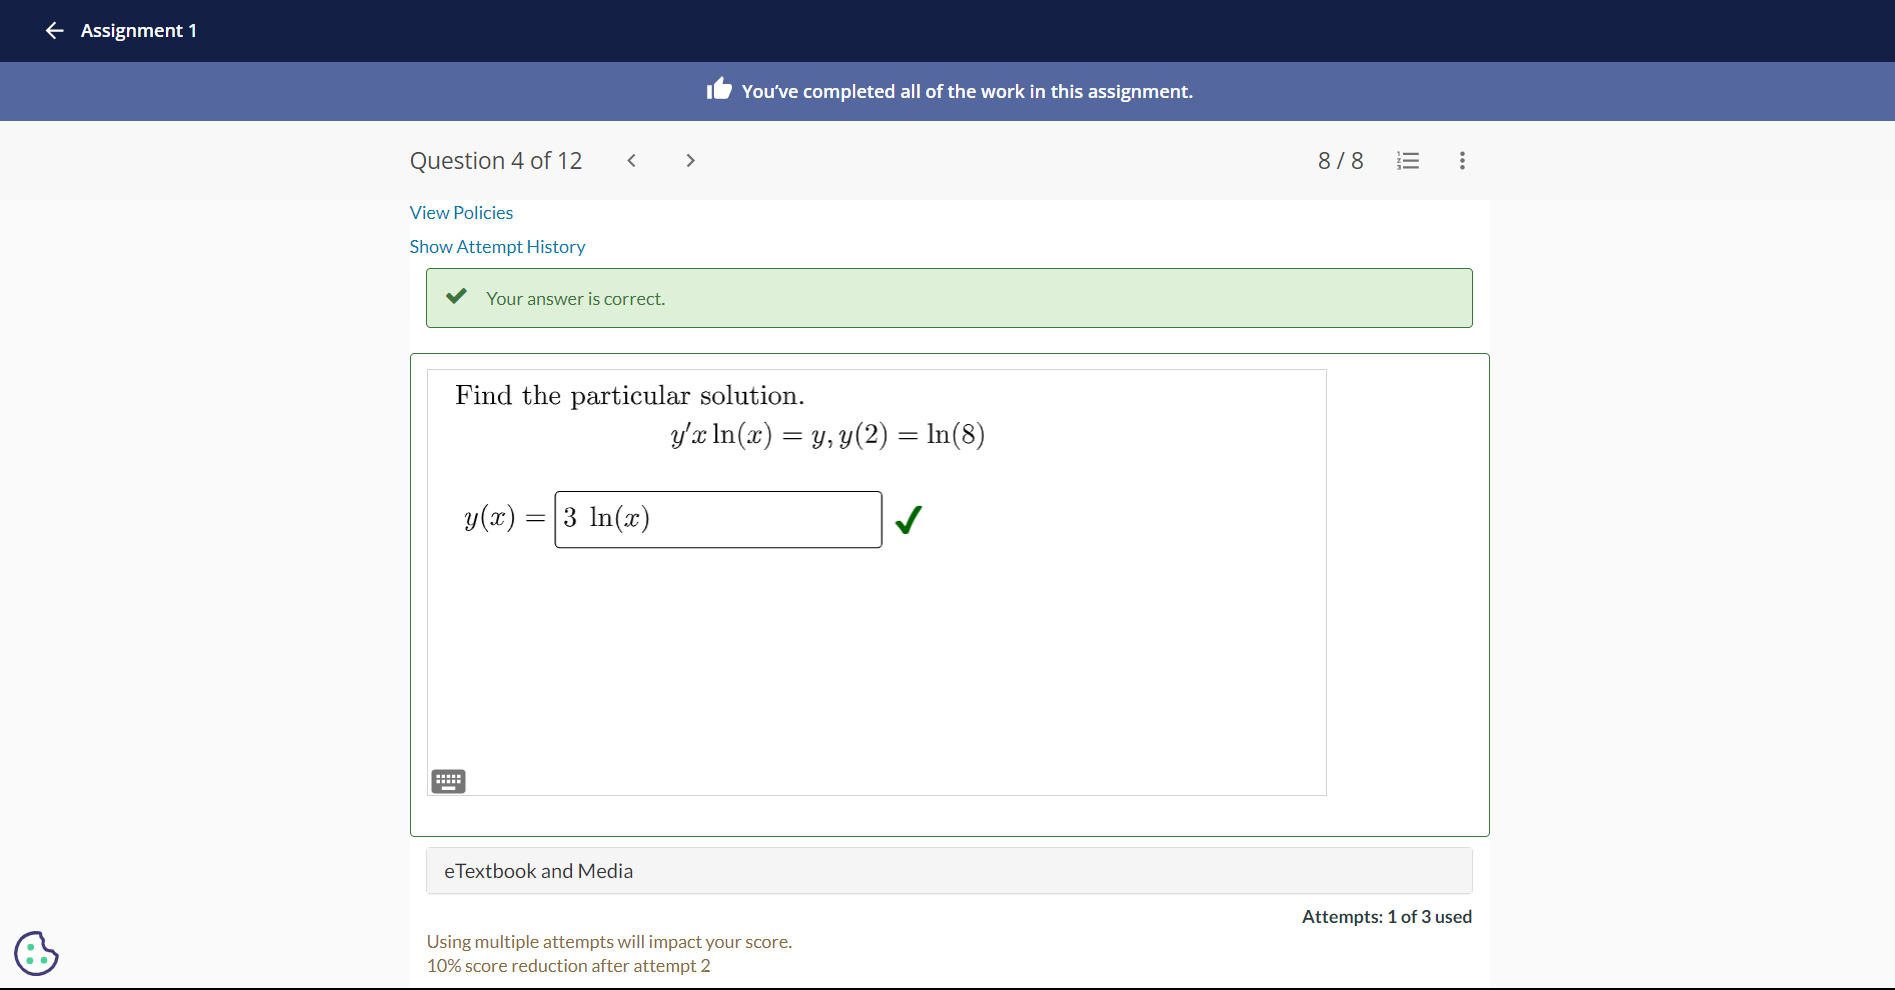 Assignment 1
You've completed all of the work in this assignment.
Question 4 of 12
8 / 8
View Policies
Show Attempt History
Your answer is correct.
Find the particular solution.
y′x ln(x) = y, y(2) = ln(8)
y(x) = 3 ln(x)
eTextbook and Media
Attempts: 1 of 3 used
Using multiple attempts will impact your score.
10% score reduction after attempt 2